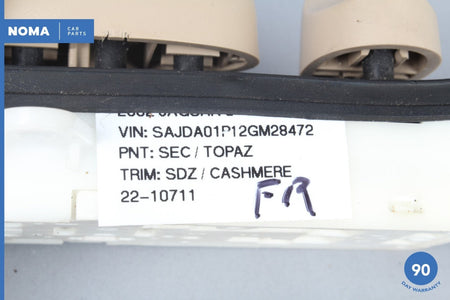 NOMA CAR PARTS
VIN: SAJDA01P12GM28472
PNT: SEC / TOPAZ
TRIM: SDZ / CASHMERE
22-10711
FR
90
DAY WARRANTY